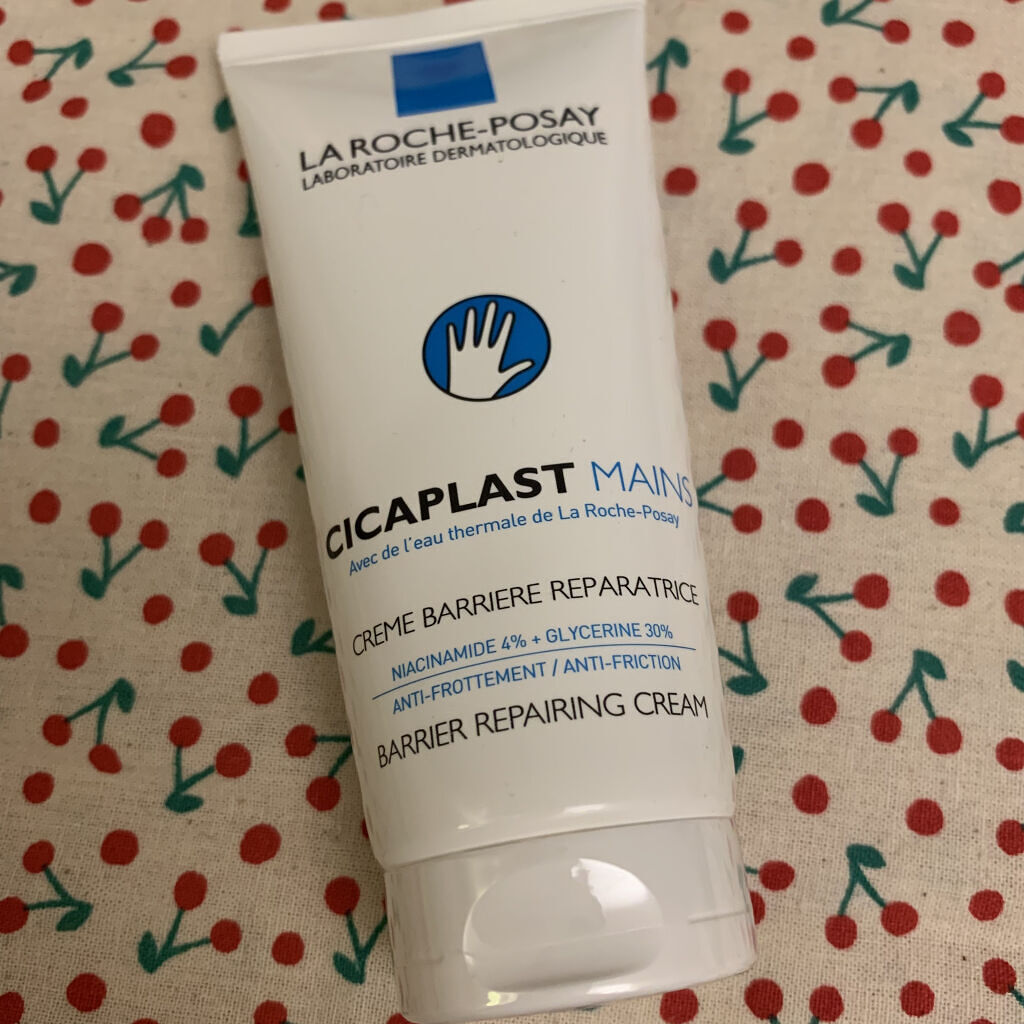 LA ROCHE-POSAY
LABORATOIRE DERMATOLOGIQUE
CICAPLAST MAINS
Avec de l'eau thermale de La Roche-Posay
CREME BARRIERE REPARATRICE
NIACINAMIDE 4% + GLYCERINE 30%
ANTI-FROTTEMENT / ANTI-FRICTION
BARRIER REPAIRING CREAM